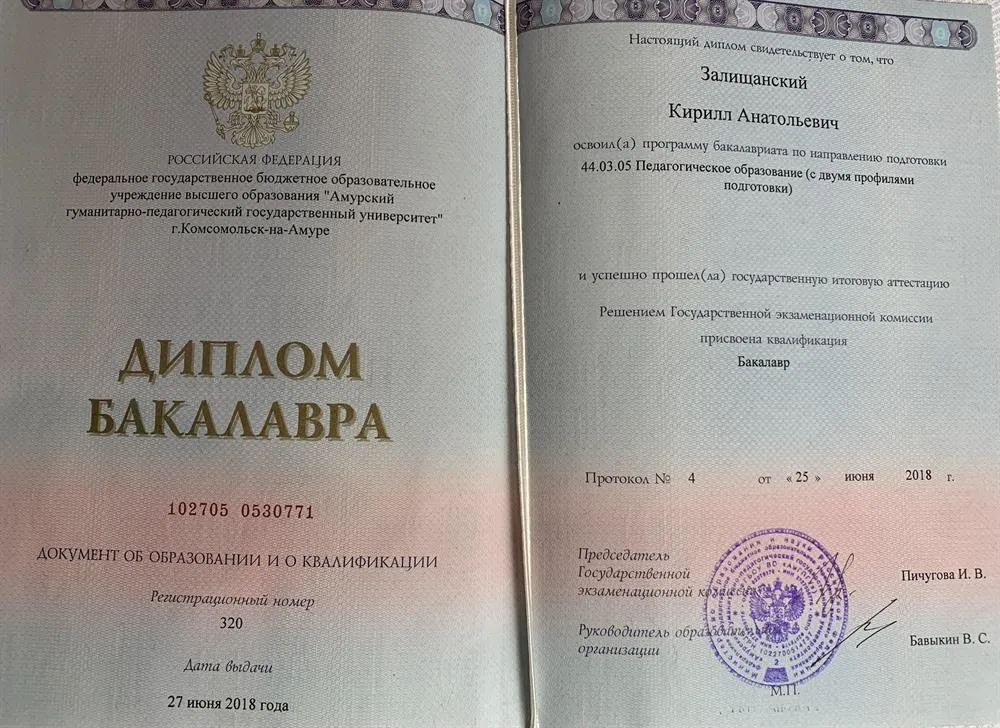 РОССИЙСКАЯ ФЕДЕРАЦИЯ
федеральное государственное бюджетное образовательное
учреждение высшего образования "Амурский
гуманитарно-педагогический государственный университет"
г.Комсомольск-на-Амуре
ДИПЛОМ
БАКАЛАВРА
102705 0530771
ДОКУМЕНТ ОБ ОБРАЗОВАНИИ И О КВАЛИФИКАЦИИ
Регистрационный номер
320
Дата выдачи
27 июня 2018 года
Настоящий диплом свидетельствует о том, что
Залищанский
Кирилл Анатольевич
освоил(а) программу бакалавриата по направлению подготовки
44.03.05 Педагогическое образование (с двумя профилями
подготовки)
и успешно прошел(ла) государственную итоговую аттестацию
Решением Государственной экзаменационной комиссии
присвоена квалификация
Бакалавр
Протокол № 4 от « 25 » июня 2018 г.
Председатель
Государственной
экзаменационной комиссии
Пичугова И. В.
Руководитель образовательной
организации
Бавыкин В. С.
М.П.